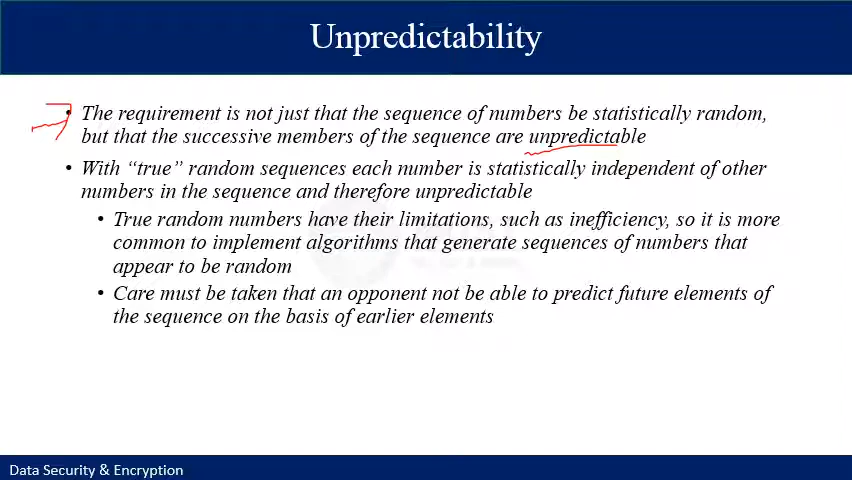 Unpredictability
• The requirement is not just that the sequence of numbers be statistically random,
but that the successive members of the sequence are unpredictable
• With “true” random sequences each number is statistically independent of other
numbers in the sequence and therefore unpredictable
• True random numbers have their limitations, such as inefficiency, so it is more
common to implement algorithms that generate sequences of numbers that
appear to be random
• Care must be taken that an opponent not be able to predict future elements of
the sequence on the basis of earlier elements
Data Security & Encryption